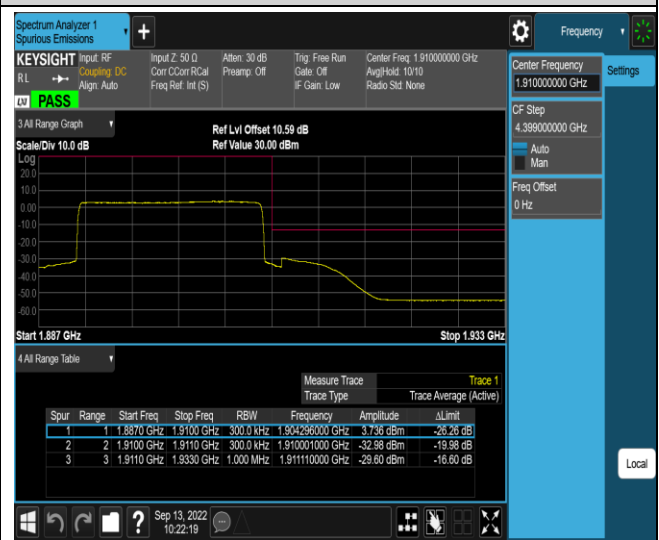 Spectrum Analyzer 1
Spurious Emissions
Frequency
KEYSIGHT
Input: RF
Coupling: DC
Align: Auto
Input Z: 50 Ω
Corr CCorr RCal
Freq Ref: Int (S)
Atten: 30 dB
Preamp: Off
Trig: Free Run
Gate: Off
IF Gain: Low
Center Freq: 1.910000000 GHz
Avg|Hold: 10/10
Radio Std: None
RL
LXI PASS
3 All Range Graph
Ref Lvl Offset 10.59 dB
Scale/Div 10.0 dB
Ref Value 30.00 dBm
Log
20.0
10.0
0.00
-10.0
-20.0
-30.0
-40.0
-50.0
-60.0
Start 1.887 GHz
Stop 1.933 GHz
4 All Range Table
Measure Trace Trace 1
Trace Type Trace Average (Active)
Spur Range Start Freq Stop Freq RBW Frequency Amplitude ΔLimit
1 1 1.8870 GHz 1.9100 GHz 300.0 kHz 1.904296000 GHz 3.736 dBm -26.26 dB
2 2 1.9100 GHz 1.9110 GHz 300.0 kHz 1.910001000 GHz -32.98 dBm -19.98 dB
3 3 1.9110 GHz 1.9330 GHz 1.000 MHz 1.911110000 GHz -29.60 dBm -16.60 dB
Sep 13, 2022
10:22:19
Center Frequency
1.910000000 GHz
Settings
CF Step
4.399000000 GHz
Auto
Man
Freq Offset
0 Hz
Local